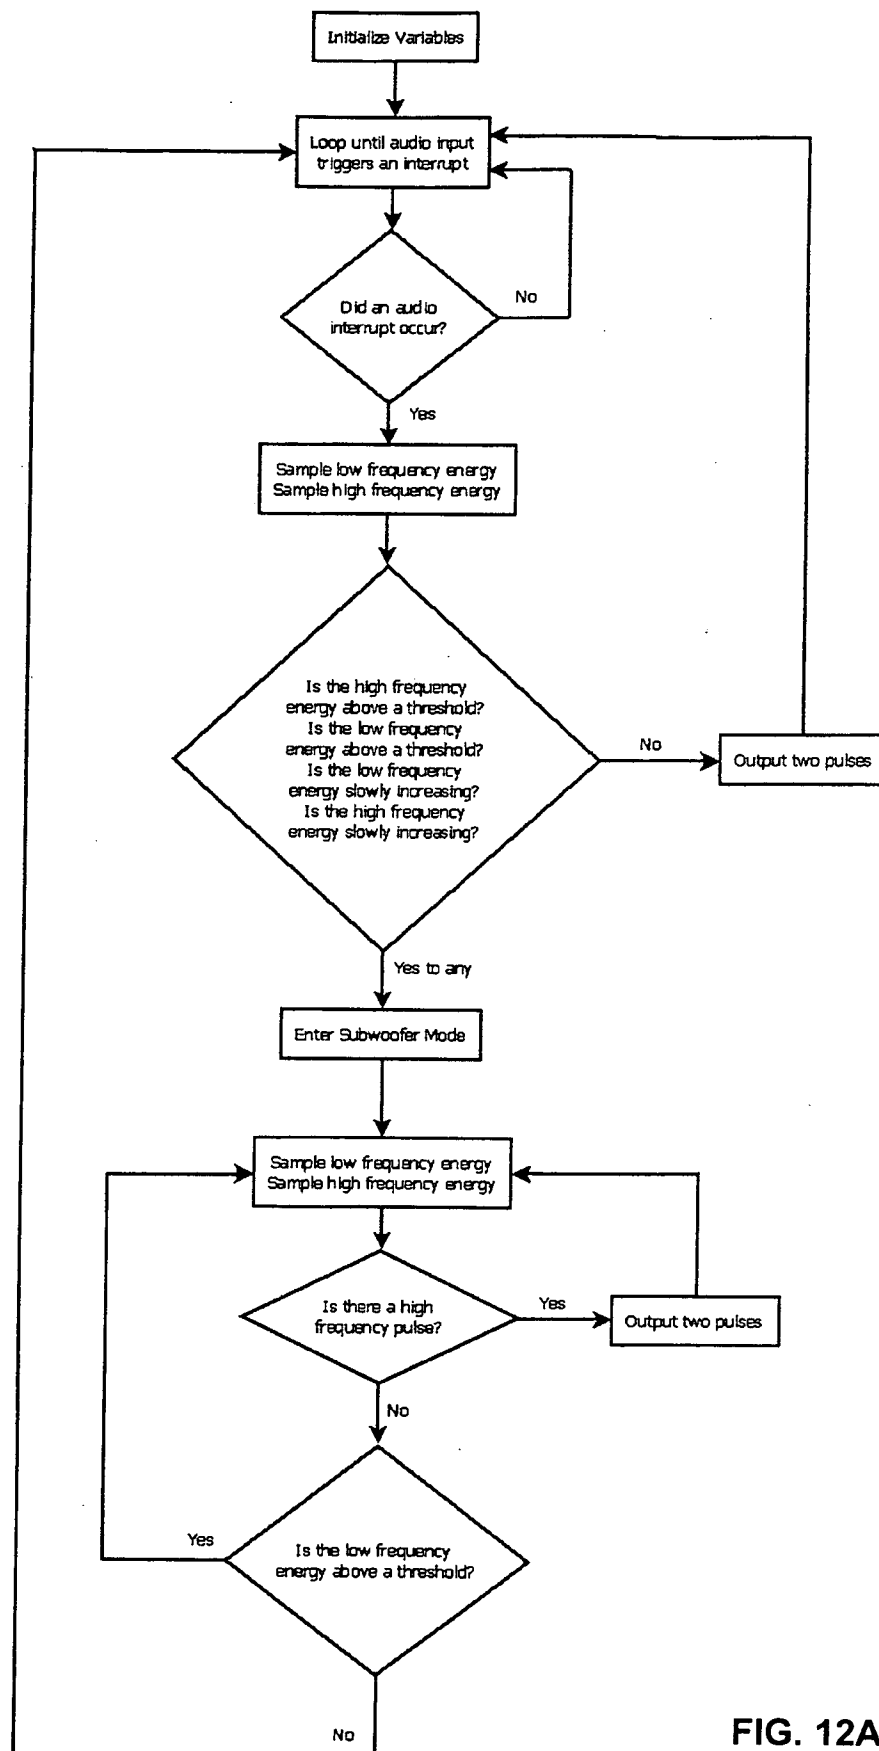 Initialize Variables
Loop until audio input
triggers an interrupt
No
Did an audio
interrupt occur?
Yes
Sample low frequency energy
Sample high frequency energy
Is the high frequency
energy above a threshold?
Is the low frequency
energy above a threshold?
Is the low frequency
energy slowly increasing?
Is the high frequency
energy slowly increasing?
No
Output two pulses
Yes to any
Enter Subwoofer Mode
Sample low frequency energy
Sample high frequency energy
Is there a high
frequency pulse?
Yes
Output two pulses
No
Yes
Is the low frequency
energy above a threshold?
No
FIG. 12A